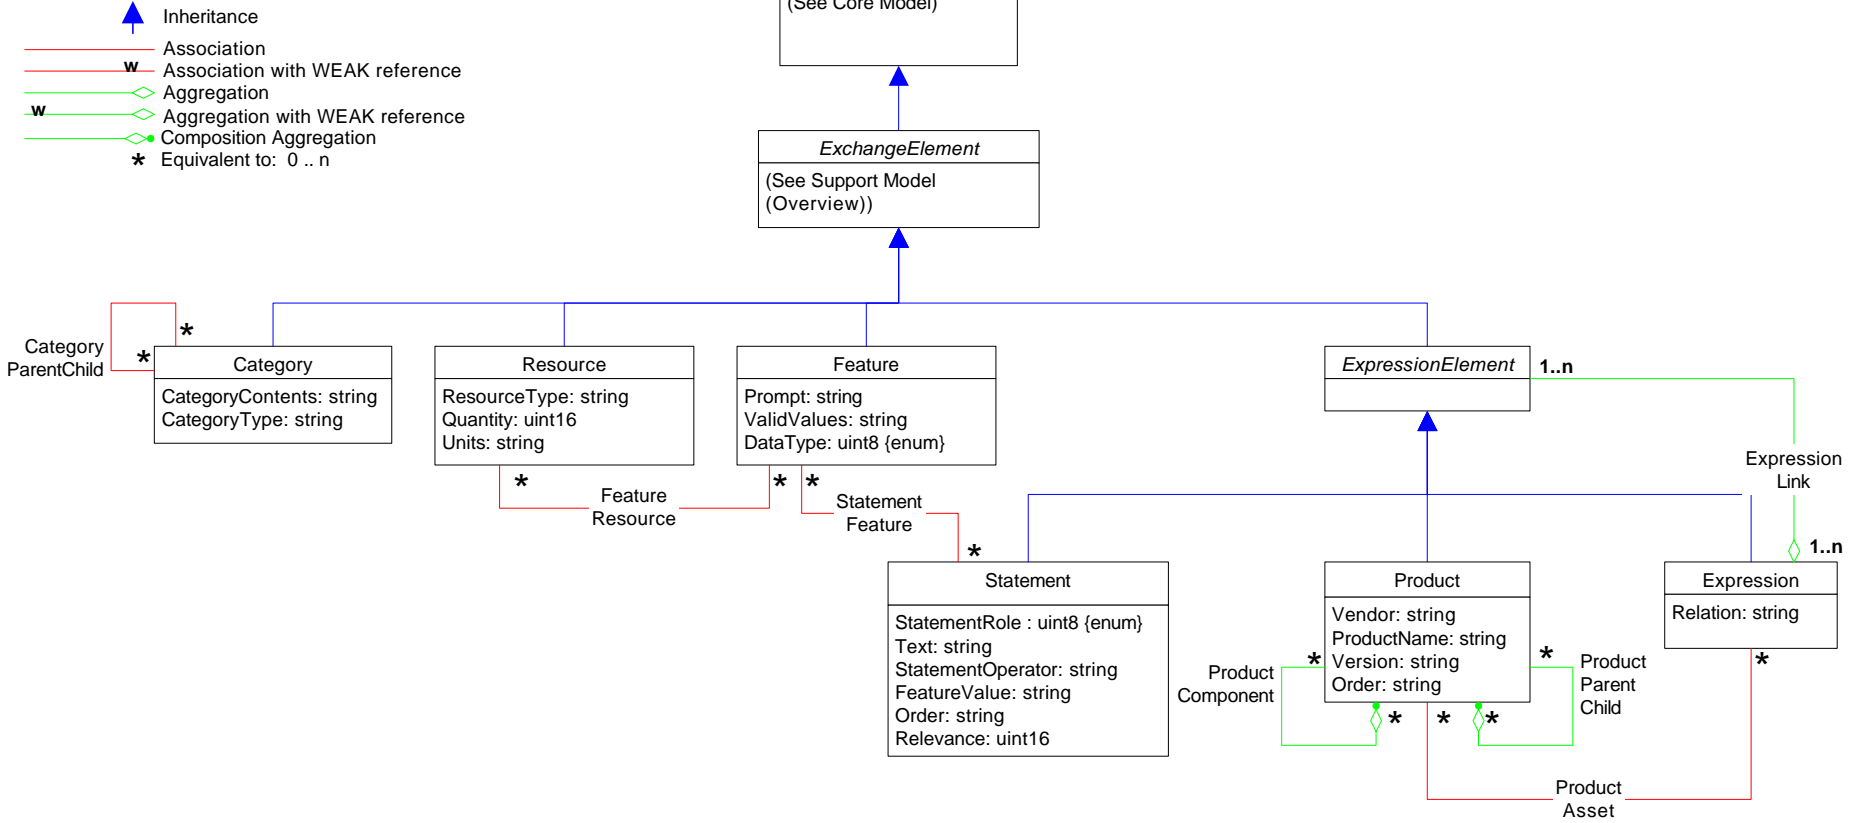 Inheritance
Association
w
Association with WEAK reference
Aggregation
w
Aggregation with WEAK reference
Composition Aggregation
* Equivalent to: 0 .. n
(See Core Model)
ExchangeElement
(See Support Model
(Overview))
Category
ParentChild
*
*
Category
CategoryContents: string
CategoryType: string
Resource
ResourceType: string
Quantity: uint16
Units: string
Feature
Prompt: string
ValidValues: string
DataType: uint8 {enum}
ExpressionElement
1..n
*
Feature
Resource
*
*
Statement
Feature
*
Expression
Link
1..n
Statement
StatementRole : uint8 {enum}
Text: string
StatementOperator: string
FeatureValue: string
Order: string
Relevance: uint16
Product
Vendor: string
ProductName: string
Version: string
Order: string
Expression
Relation: string
Product
Component
*
*
*
*
*
Product
Parent
Child
*
Product
Asset